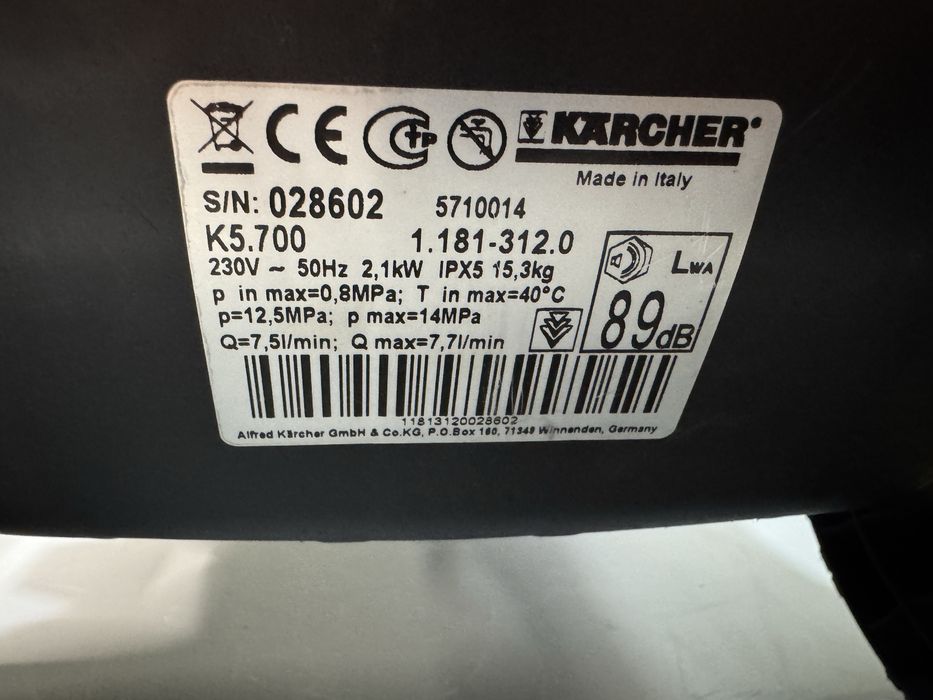 CE
KÄRCHER
Made in Italy
S/N: 028602 5710014
K5.700 1.181-312.0
230V ~ 50Hz 2,1kW IPX5 15,3kg
p in max=0,8MPa; T in max=40°C
p=12,5MPa; p max=14MPa
Q=7,5l/min; Q max=7,7l/min
LWA
89dB
11813120028602
Alfred Kärcher GmbH & Co.KG, P.O.Box 160, 71349 Winnenden, Germany